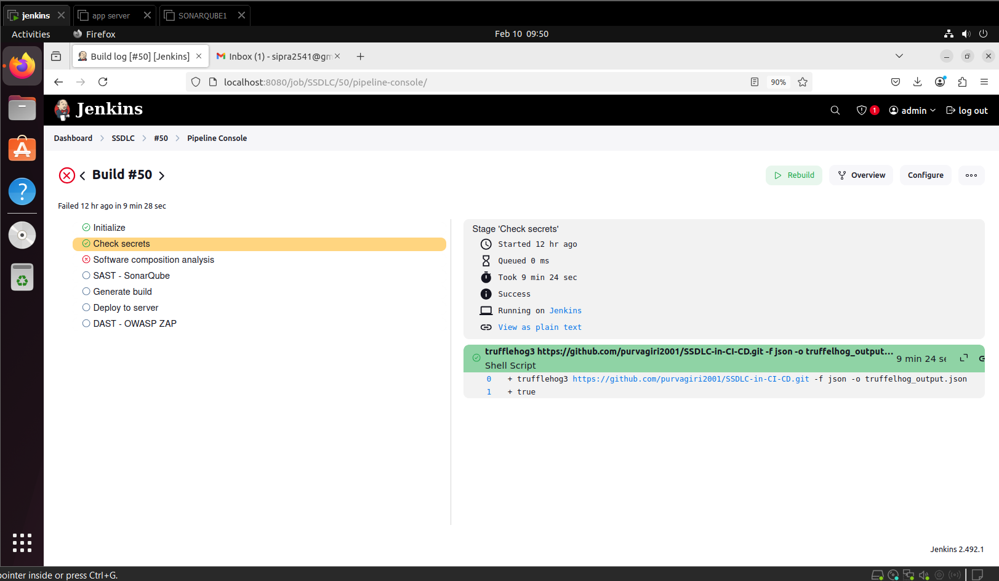 jenkins
app server
SONARQUBE1
Activities
Firefox
Feb 10 09:50
Build log [#50] [Jenkins]
Inbox (1) - sipra2541@gm
localhost:8080/job/SSDLC/50/pipeline-console/
90%
Jenkins
1
admin
log out
Dashboard
SSDLC
#50
Pipeline Console
Build #50
Rebuild
Overview
Configure
Failed 12 hr ago in 9 min 28 sec
Initialize
Check secrets
Software composition analysis
SAST - SonarQube
Generate build
Deploy to server
DAST - OWASP ZAP
Stage 'Check secrets'
Started 12 hr ago
Queued 0 ms
Took 9 min 24 sec
Success
Running on Jenkins
View as plain text
trufflehog3 https://github.com/purvagiri2001/SSDLC-in-CI-CD.git -f json -o truffelhog_output...
9 min 24 se
Shell Script
0 + trufflehog3 https://github.com/purvagiri2001/SSDLC-in-CI-CD.git -f json -o truffelhog_output.json
1 + true
Jenkins 2.492.1
pointer inside or press Ctrl+G.